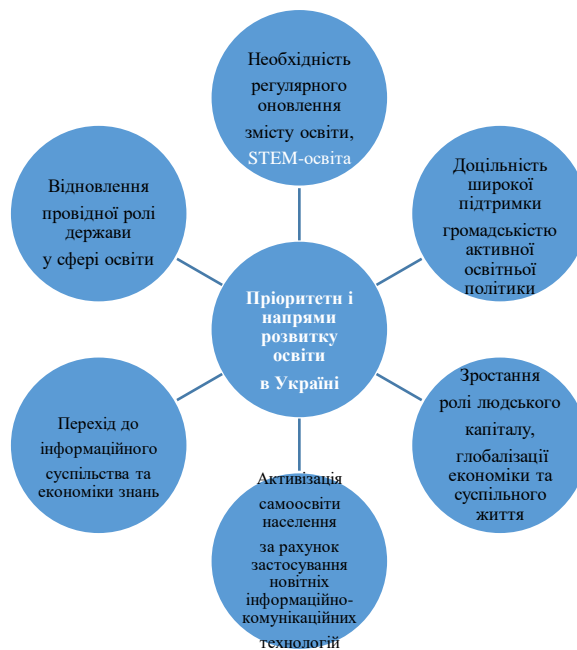 Необхідність
регулярного
оновлення
змісту освіти,
STEM-освіта
Доцільність
широкої
підтримки
громадськістю
активної
освітньої
політики
Зростання
ролі людського
капіталу,
глобалізації
економіки та
суспільного
життя
Активізація
самоосвіти
населення
за рахунок
застосування
новітніх
інформаційно-
комунікаційних
технологій
Перехід до
інформаційного
суспільства та
економіки знань
Відновлення
провідної ролі
держави
у сфері освіти
Пріоритети і
напрями
розвитку
освіти
в Україні